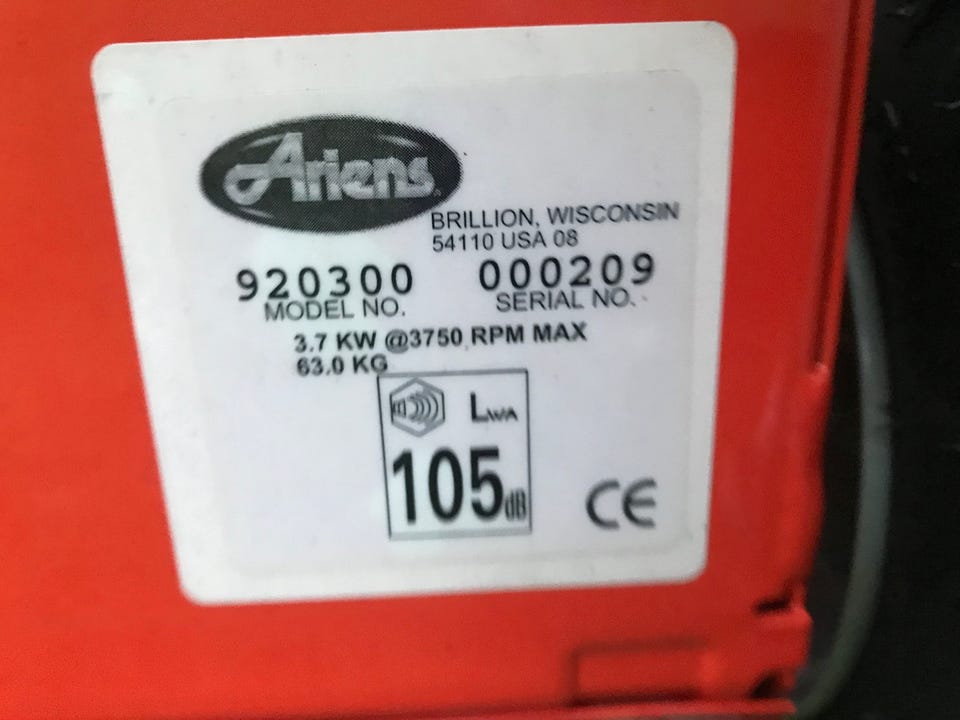 Ariens
BRILLION, WISCONSIN
54110 USA 08
920300 000209
MODEL NO. SERIAL NO.
3.7 KW @3750 RPM MAX
63.0 KG
LWA
105dB
CE